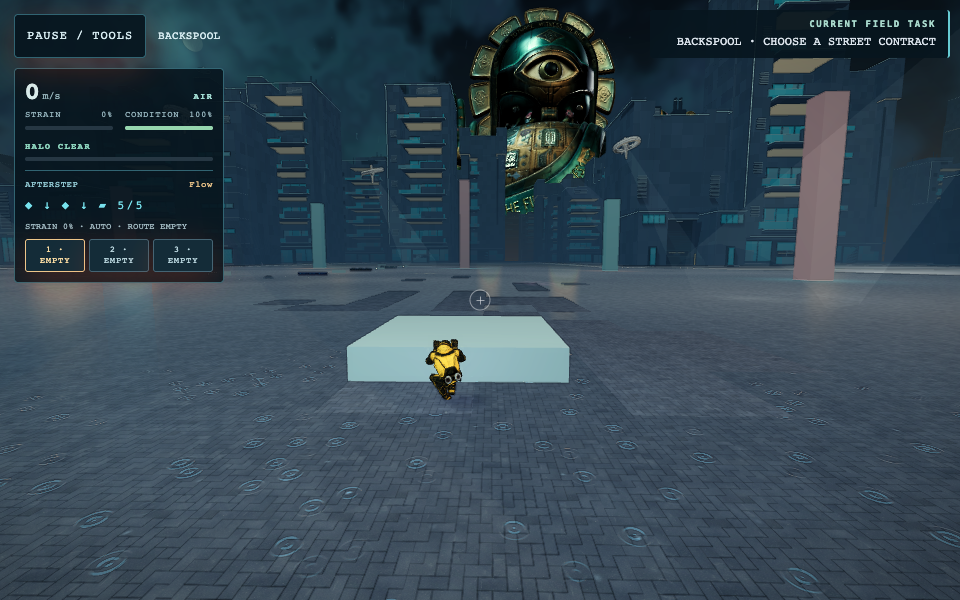 PAUSE / TOOLS
BACKSPOOL
CURRENT FIELD TASK
BACKSPOOL · CHOOSE A STREET CONTRACT
0 m/s AIR
STRAIN 0% CONDITION 100%
HALO CLEAR
AFTERSTEP Flow
◆ ↓ ◆ ↓ ▰ 5/5
STRAIN 0% · AUTO · ROUTE EMPTY
1 · EMPTY
2 · EMPTY
3 · EMPTY